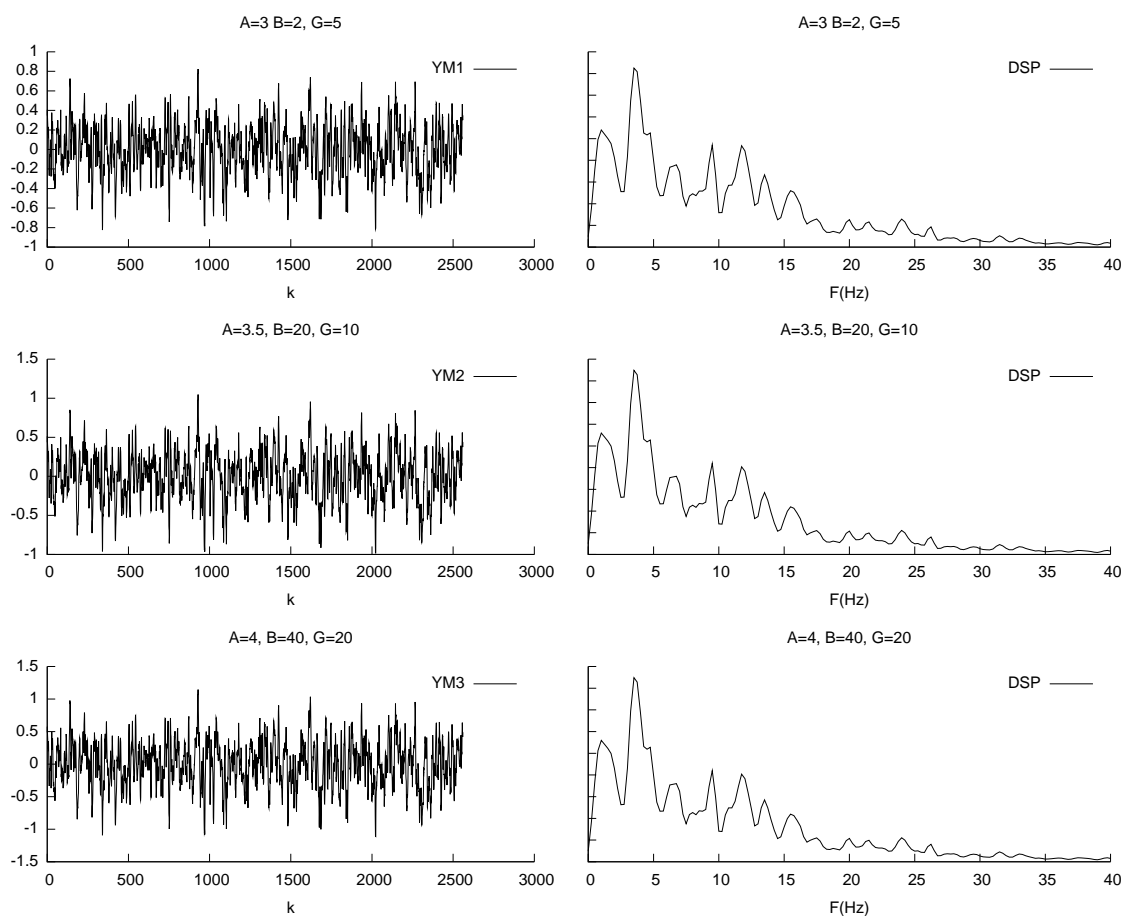 A=3 B=2, G=5
1
0.8
0.6
0.4
0.2
0
-0.2
-0.4
-0.6
-0.8
-1
YM1
0 500 1000 1500 2000 2500 3000
k
A=3 B=2, G=5
DSP
0 5 10 15 20 25 30 35 40
F(Hz)
A=3.5, B=20, G=10
1.5
1
0.5
0
-0.5
-1
YM2
0 500 1000 1500 2000 2500 3000
k
A=3.5, B=20, G=10
DSP
0 5 10 15 20 25 30 35 40
F(Hz)
A=4, B=40, G=20
1.5
1
0.5
0
-0.5
-1
-1.5
YM3
0 500 1000 1500 2000 2500 3000
k
A=4, B=40, G=20
DSP
0 5 10 15 20 25 30 35 40
F(Hz)